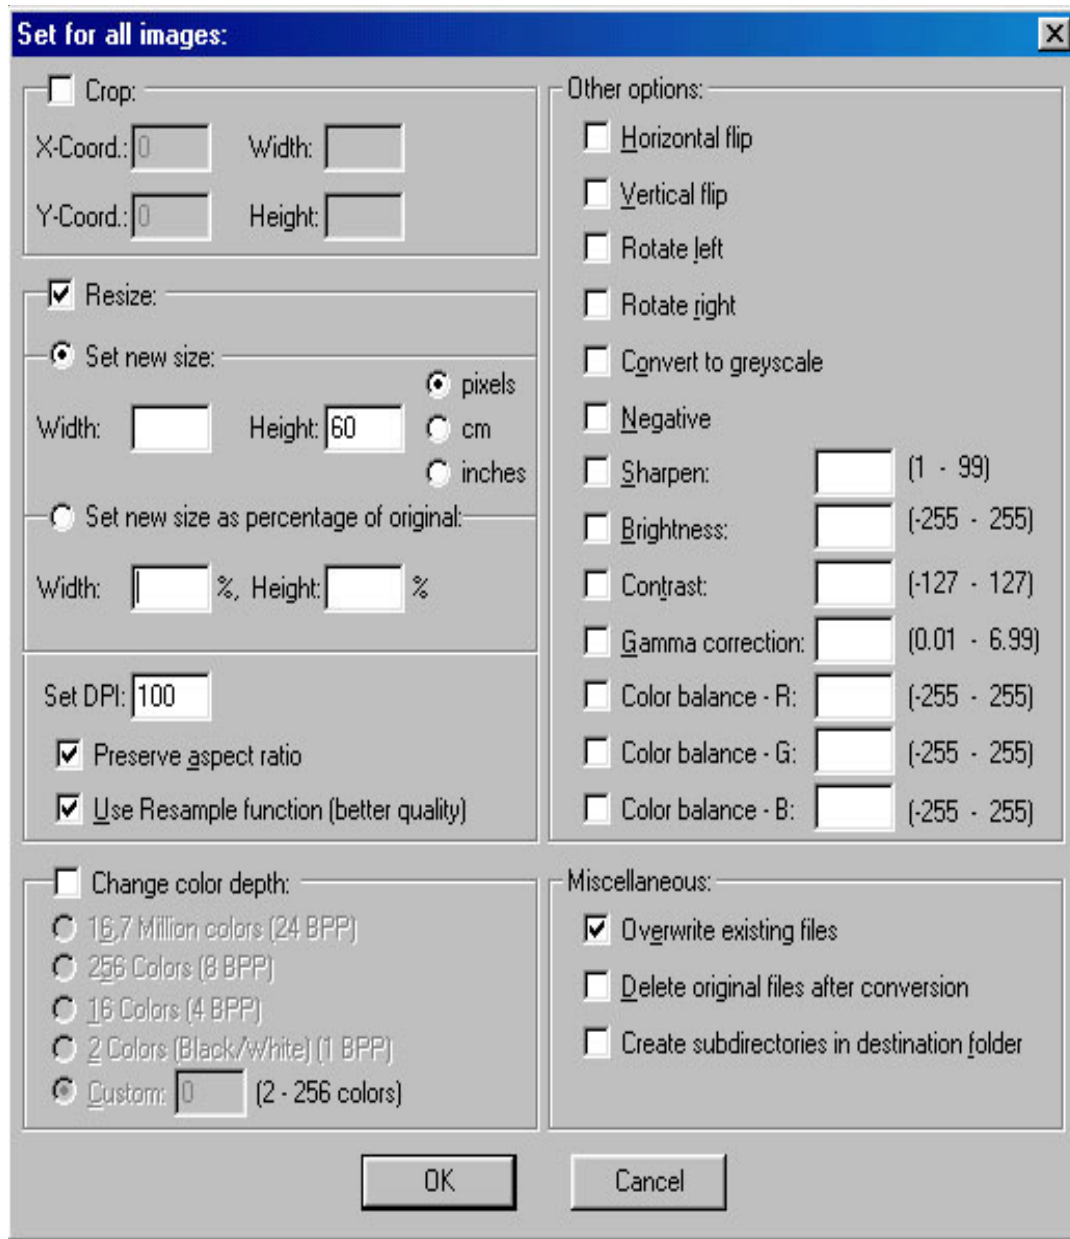 Set for all images:
Crop:
X-Coord.: 0 Width:
Y-Coord.: 0 Height:
Resize:
Set new size:
pixels
Width: Height: 60 cm
inches
Set new size as percentage of original:
Width: %, Height: %
Set DPI: 100
Preserve aspect ratio
Use Resample function (better quality)
Change color depth:
16,7 Million colors (24 BPP)
256 Colors (8 BPP)
16 Colors (4 BPP)
2 Colors (Black/White) (1 BPP)
Custom: 0 (2 - 256 colors)
Other options:
Horizontal flip
Vertical flip
Rotate left
Rotate right
Convert to greyscale
Negative
Sharpen: (1 - 99)
Brightness: (-255 - 255)
Contrast: (-127 - 127)
Gamma correction: (0.01 - 6.99)
Color balance - R: (-255 - 255)
Color balance - G: (-255 - 255)
Color balance - B: (-255 - 255)
Miscellaneous:
Overwrite existing files
Delete original files after conversion
Create subdirectories in destination folder
OK Cancel